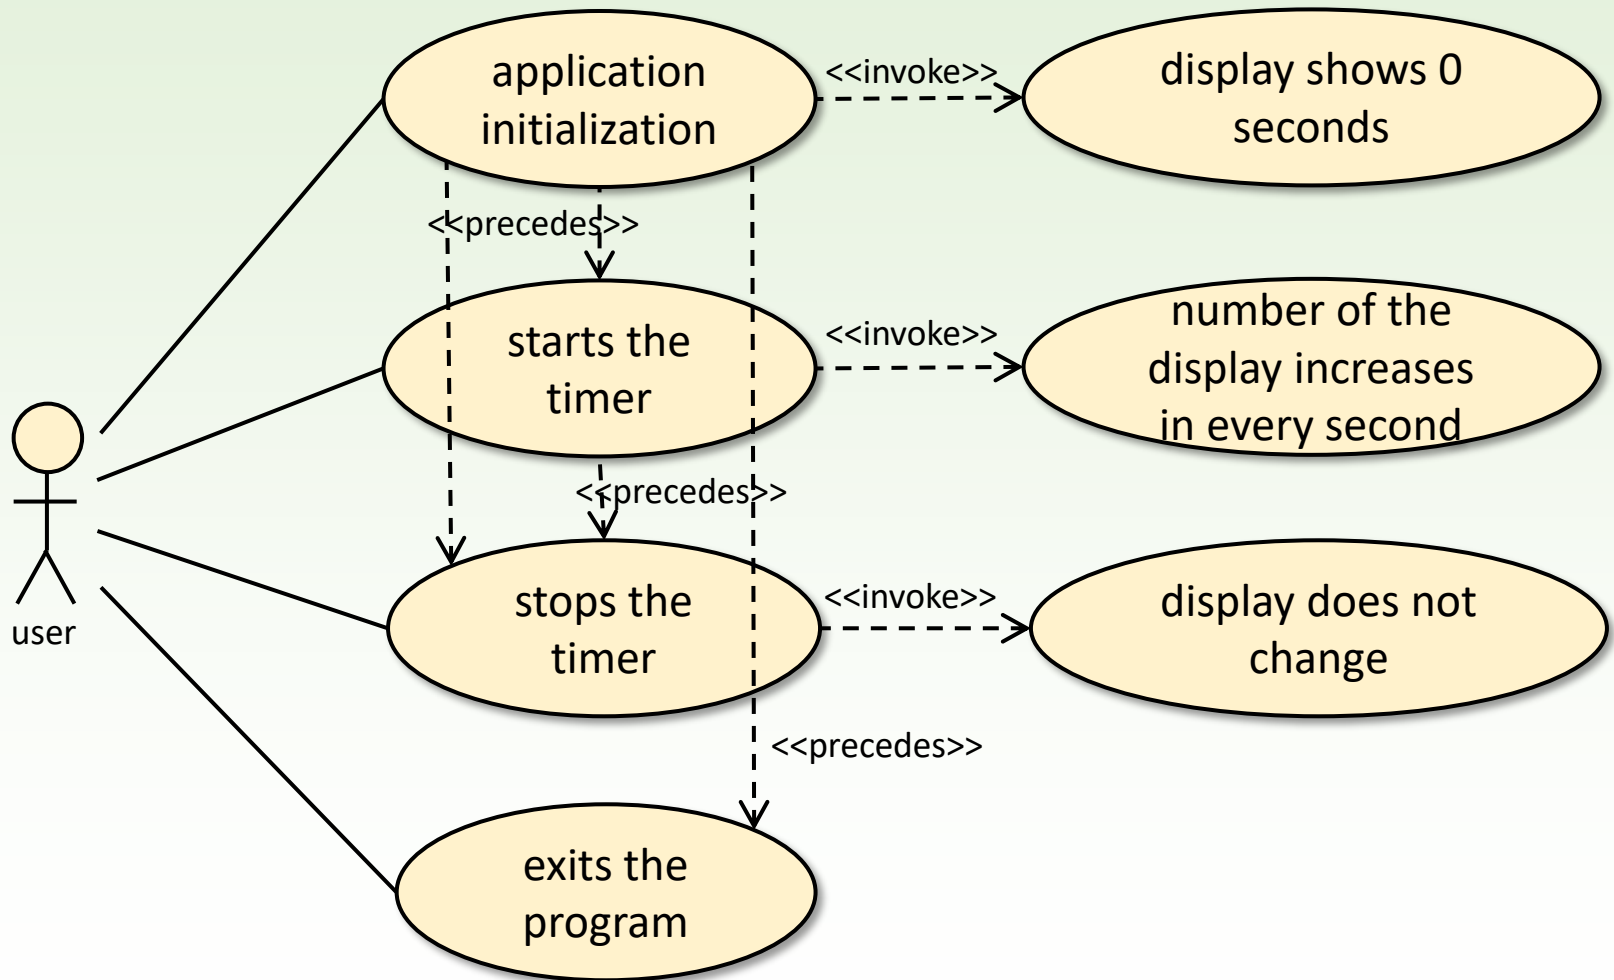 application
initialization
<<invoke>>
display shows 0
seconds
<<precedes>>
starts the
timer
<<invoke>>
number of the
display increases
in every second
<<precedes>>
user
stops the
timer
<<invoke>>
display does not
change
<<precedes>>
exits the
program